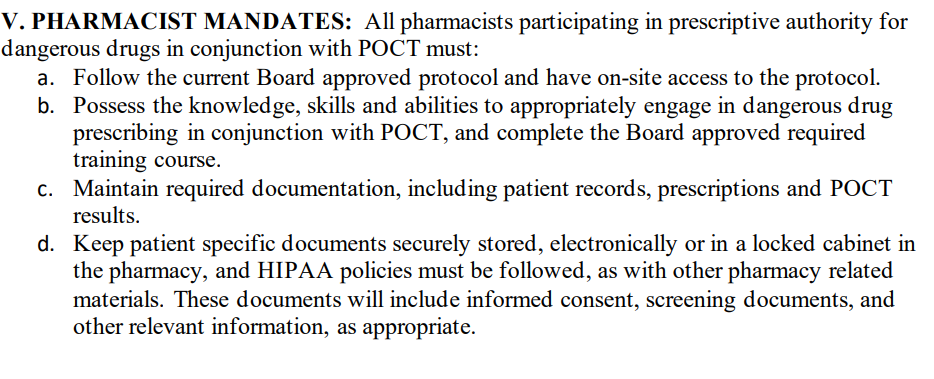 V. PHARMACIST MANDATES: All pharmacists participating in prescriptive authority for
dangerous drugs in conjunction with POCT must:
a. Follow the current Board approved protocol and have on-site access to the protocol.
b. Possess the knowledge, skills and abilities to appropriately engage in dangerous drug
prescribing in conjunction with POCT, and complete the Board approved required
training course.
c. Maintain required documentation, including patient records, prescriptions and POCT
results.
d. Keep patient specific documents securely stored, electronically or in a locked cabinet in
the pharmacy, and HIPAA policies must be followed, as with other pharmacy related
materials. These documents will include informed consent, screening documents, and
other relevant information, as appropriate.